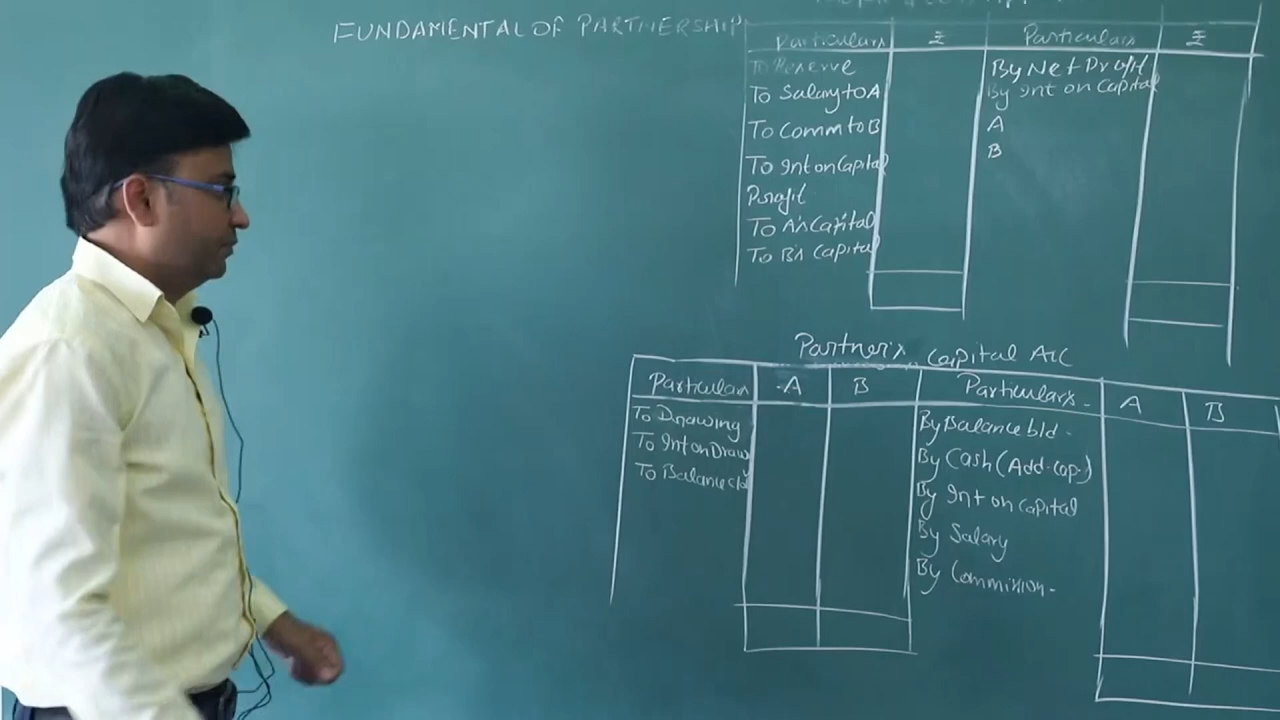 FUNDAMENTAL OF PARTNERSHIP
Particulars ₹ Particulars ₹
To Reserve
To Salary to A
To Comm to B
To Int on Capital
Profit
To A's Capital
To B's Capital
By Net Profit
By Int on Capital
A
B
Partner's Capital A/C
Particulars A B Particulars A B
To Drawing
To Int on Draw
To Balance c/d
By Balance b/d
By Cash (Add. cap.)
By Int on Capital
By Salary
By Commission